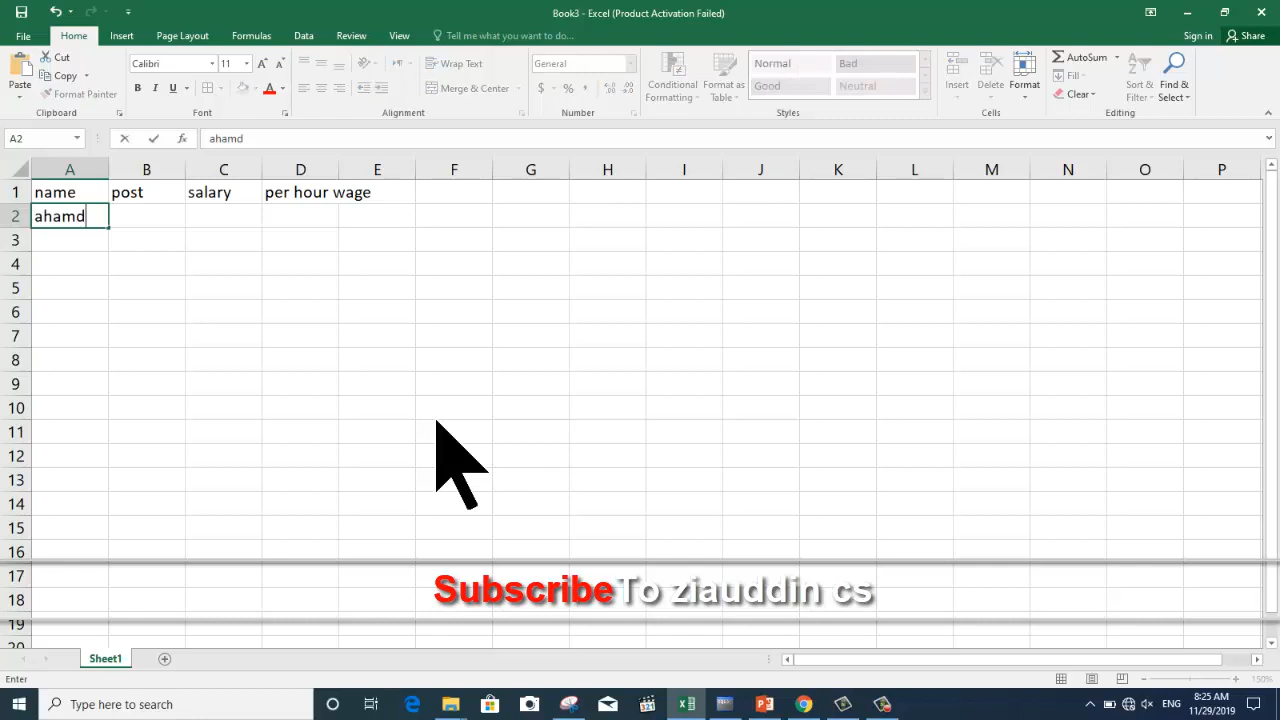 Book3 - Excel (Product Activation Failed)
File Home Insert Page Layout Formulas Data Review View Tell me what you want to do... Sign in Share
Paste Cut Calibri 11 Wrap Text General Conditional Formatting Format as Table Normal Bad Insert Delete Format AutoSum Sort & Filter Find & Select
Copy B I U A Merge & Center $ % , Good Neutral Fill
Format Painter Clear
Clipboard Font Alignment Number Styles Cells Editing
A2 fx ahamd
A B C D E F G H I J K L M N O P
1 name post salary per hour wage
2 ahamd
3
4
5
6
7
8
9
10
11
12
13
14
15
16
17
Subscribe To ziauddin cs
18
19
20
Sheet1
Enter 150%
Type here to search ENG 8:25 AM
11/29/2019